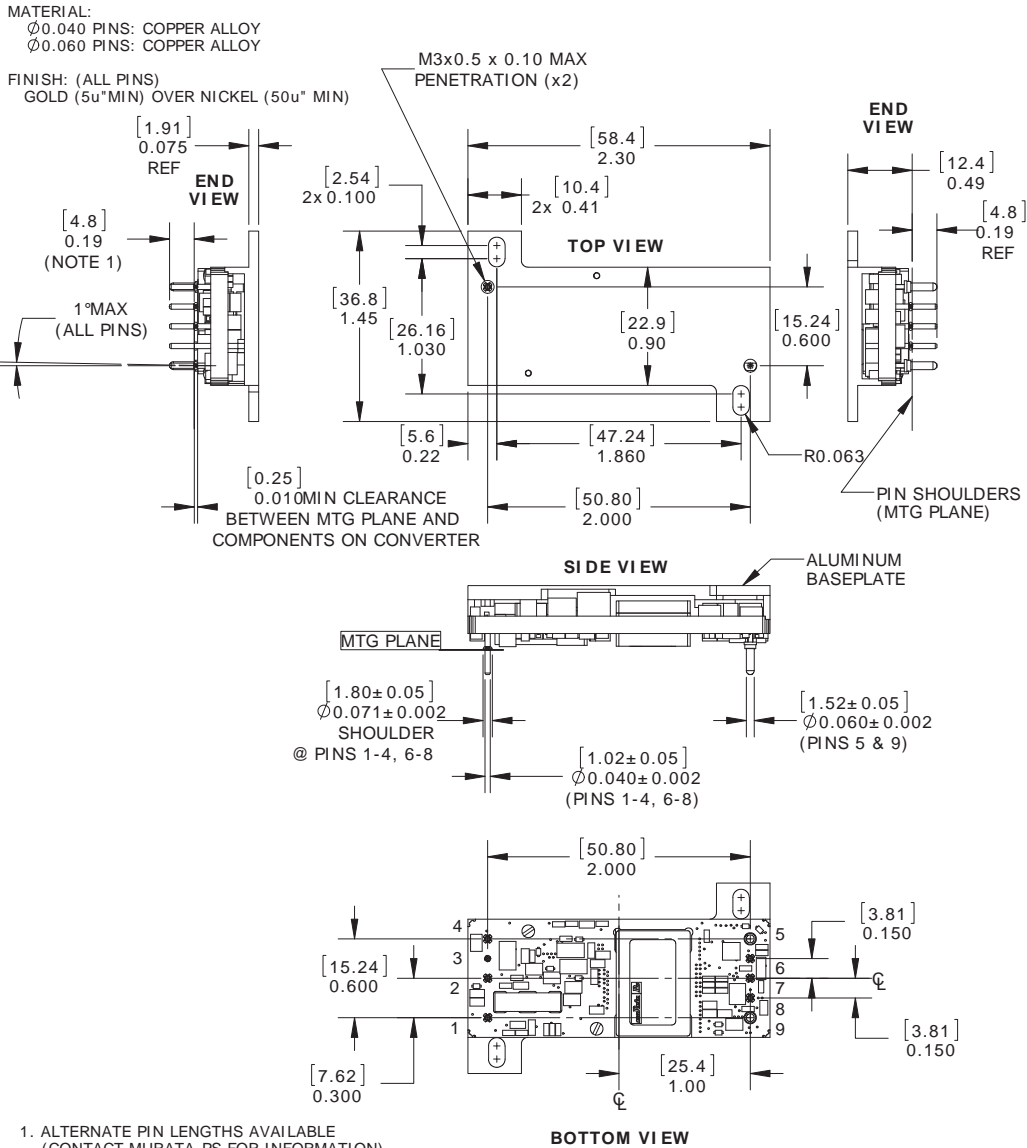 MATERIAL:
Ø0.040 PINS: COPPER ALLOY
Ø0.060 PINS: COPPER ALLOY
FINISH: (ALL PINS)
GOLD (5u"MIN) OVER NICKEL (50u" MIN)
M3x0.5 x 0.10 MAX
PENETRATION (x2)
[1.91]
0.075
REF
END
VIEW
[4.8]
0.19
(NOTE 1)
1°MAX
(ALL PINS)
[0.25]
0.010MIN CLEARANCE
BETWEEN MTG PLANE AND
COMPONENTS ON CONVERTER
[58.4]
2.30
[2.54]
2x 0.100
[10.4]
2x 0.41
TOP VIEW
[36.8]
1.45
[26.16]
1.030
[22.9]
0.90
[15.24]
0.600
[5.6]
0.22
[47.24]
1.860
[50.80]
2.000
R0.063
END
VIEW
[12.4]
0.49
[4.8]
0.19
REF
PIN SHOULDERS
(MTG PLANE)
SIDE VIEW
ALUMINUM
BASEPLATE
MTG PLANE
[1.80±0.05]
Ø0.071±0.002
SHOULDER
@ PINS 1-4, 6-8
[1.02±0.05]
Ø0.040±0.002
(PINS 1-4, 6-8)
[1.52±0.05]
Ø0.060±0.002
(PINS 5 & 9)
[50.80]
2.000
4
3
2
1
5
6
7
8
9
[15.24]
0.600
[7.62]
0.300
[3.81]
0.150
℄
[3.81]
0.150
[25.4]
1.00
℄
BOTTOM VIEW
1. ALTERNATE PIN LENGTHS AVAILABLE
(CONTACT MURATA-PS FOR INFORMATION)